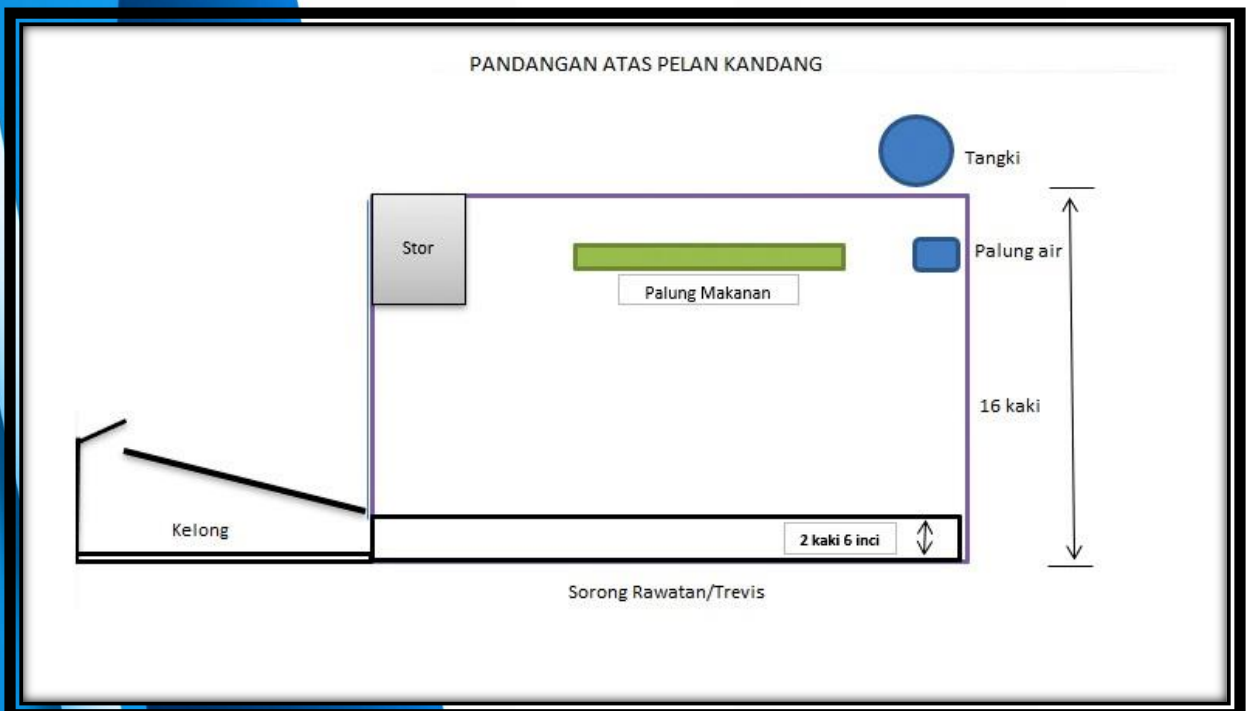 PANDANGAN ATAS PELAN KANDANG
Tangki
Stor
Palung air
Palung Makanan
16 kaki
Kelong
2 kaki 6 inci
Sorong Rawatan/Trevis